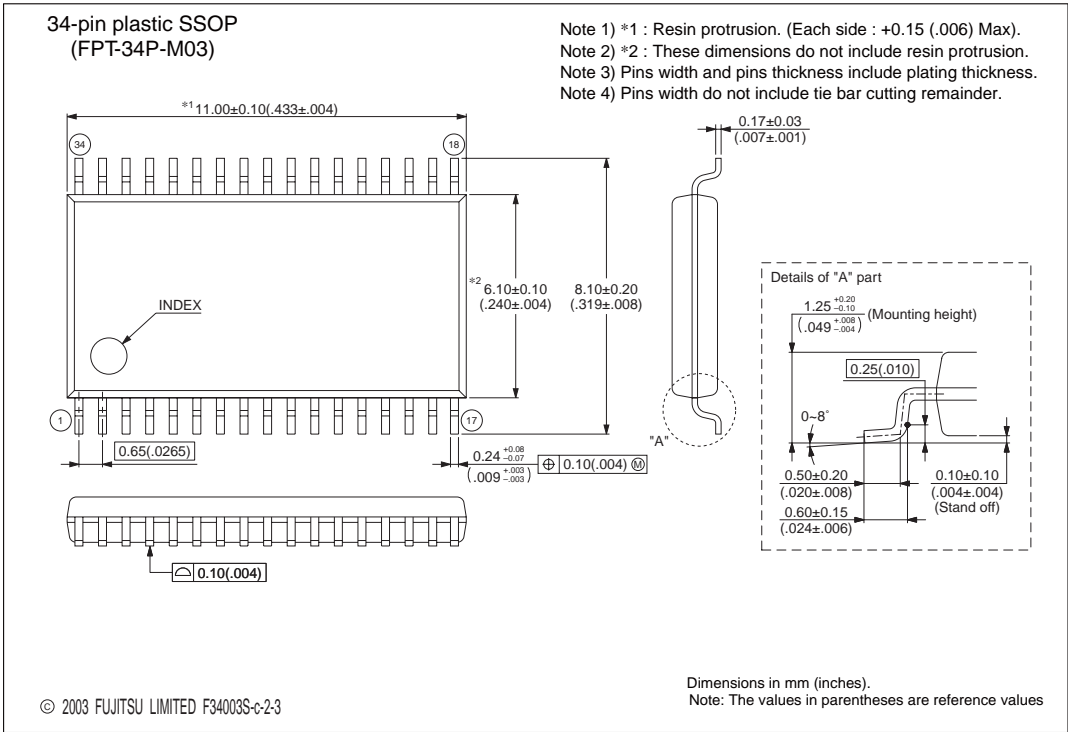 34-pin plastic SSOP
(FPT-34P-M03)
Note 1) *1 : Resin protrusion. (Each side : +0.15 (.006) Max).
Note 2) *2 : These dimensions do not include resin protrusion.
Note 3) Pins width and pins thickness include plating thickness.
Note 4) Pins width do not include tie bar cutting remainder.
*1 11.00±0.10(.433±.004)
0.17±0.03
(.007±.001)
34
18
*2 6.10±0.10
(.240±.004)
8.10±0.20
(.319±.008)
INDEX
Details of "A" part
1.25 +0.20 –0.10
(.049 +.008 –.004)
(Mounting height)
0.25(.010)
0~8°
1
17
"A"
0.65(.0265)
0.24 +0.08 –0.07
(.009 +.003 –.003)
⌖ 0.10(.004) Ⓜ
0.50±0.20
(.020±.008)
0.10±0.10
(.004±.004)
(Stand off)
0.60±0.15
(.024±.006)
⌓ 0.10(.004)
© 2003 FUJITSU LIMITED F34003S-c-2-3
Dimensions in mm (inches).
Note: The values in parentheses are reference values